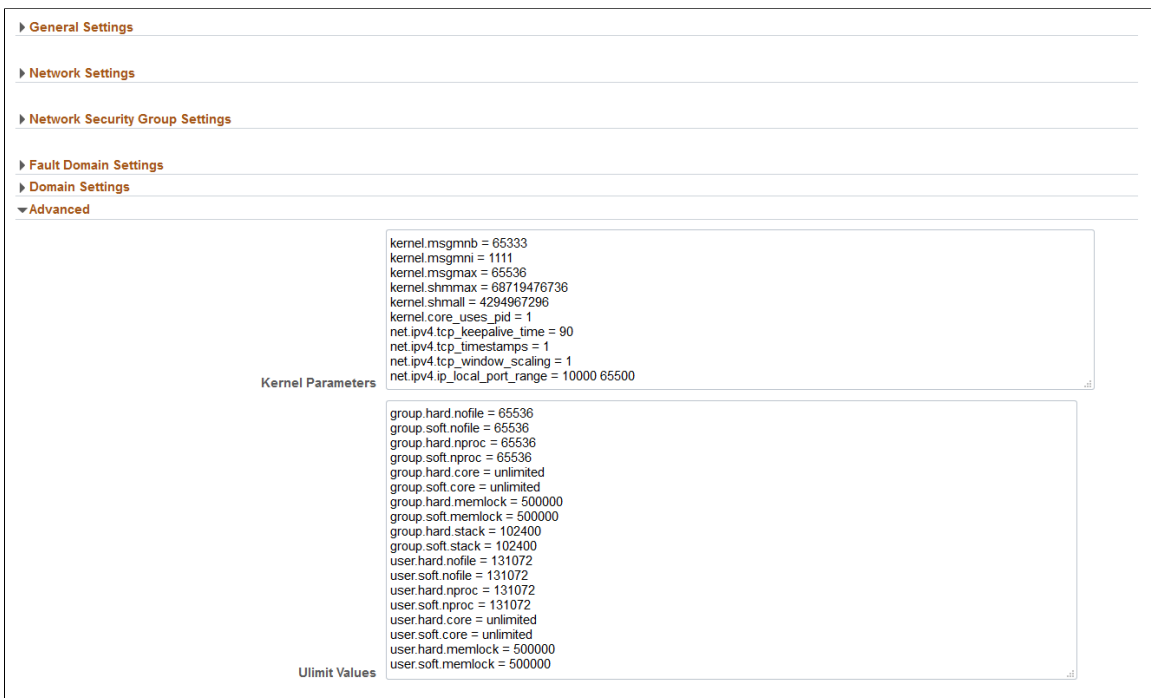 General Settings
Network Settings
Network Security Group Settings
Fault Domain Settings
Domain Settings
Advanced
kernel.msgmnb = 65333
kernel.msgmni = 1111
kernel.msgmax = 65536
kernel.shmmax = 68719476736
kernel.shmall = 4294967296
kernel.core_uses_pid = 1
net.ipv4.tcp_keepalive_time = 90
net.ipv4.tcp_timestamps = 1
net.ipv4.tcp_window_scaling = 1
net.ipv4.ip_local_port_range = 10000 65500
Kernel Parameters
group.hard.nofile = 65536
group.soft.nofile = 65536
group.hard.nproc = 65536
group.soft.nproc = 65536
group.hard.core = unlimited
group.soft.core = unlimited
group.hard.memlock = 500000
group.soft.memlock = 500000
group.hard.stack = 102400
group.soft.stack = 102400
user.hard.nofile = 131072
user.soft.nofile = 131072
user.hard.nproc = 131072
user.soft.nproc = 131072
user.hard.core = unlimited
user.soft.core = unlimited
user.hard.memlock = 500000
user.soft.memlock = 500000
Ulimit Values